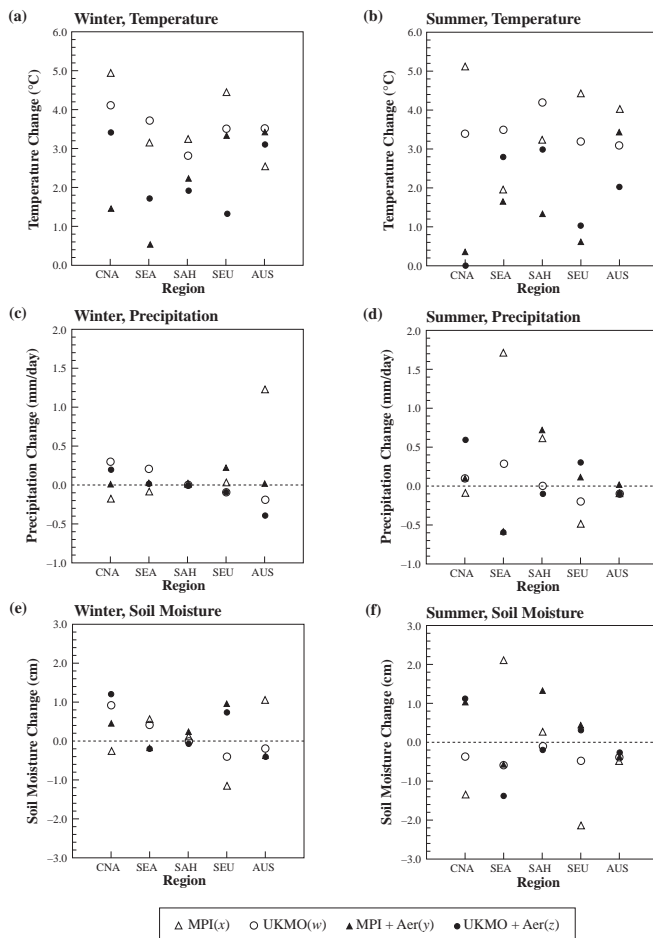 (a) Winter, Temperature
Temperature Change (°C)
6.0
5.0
4.0
3.0
2.0
1.0
0.0
CNA SEA SAH SEU AUS
Region
(b) Summer, Temperature
Temperature Change (°C)
6.0
5.0
4.0
3.0
2.0
1.0
0.0
CNA SEA SAH SEU AUS
Region
(c) Winter, Precipitation
Precipitation Change (mm/day)
2.0
1.5
1.0
0.5
0.0
−0.5
−1.0
CNA SEA SAH SEU AUS
Region
(d) Summer, Precipitation
Precipitation Change (mm/day)
2.0
1.5
1.0
0.5
0.0
−0.5
−1.0
CNA SEA SAH SEU AUS
Region
(e) Winter, Soil Moisture
Soil Moisture Change (cm)
3.0
2.0
1.0
0.0
−1.0
−2.0
−3.0
CNA SEA SAH SEU AUS
Region
(f) Summer, Soil Moisture
Soil Moisture Change (cm)
3.0
2.0
1.0
0.0
−1.0
−2.0
−3.0
CNA SEA SAH SEU AUS
Region
△ MPI(x) ○ UKMO(w) ▲ MPI + Aer(y) ● UKMO + Aer(z)